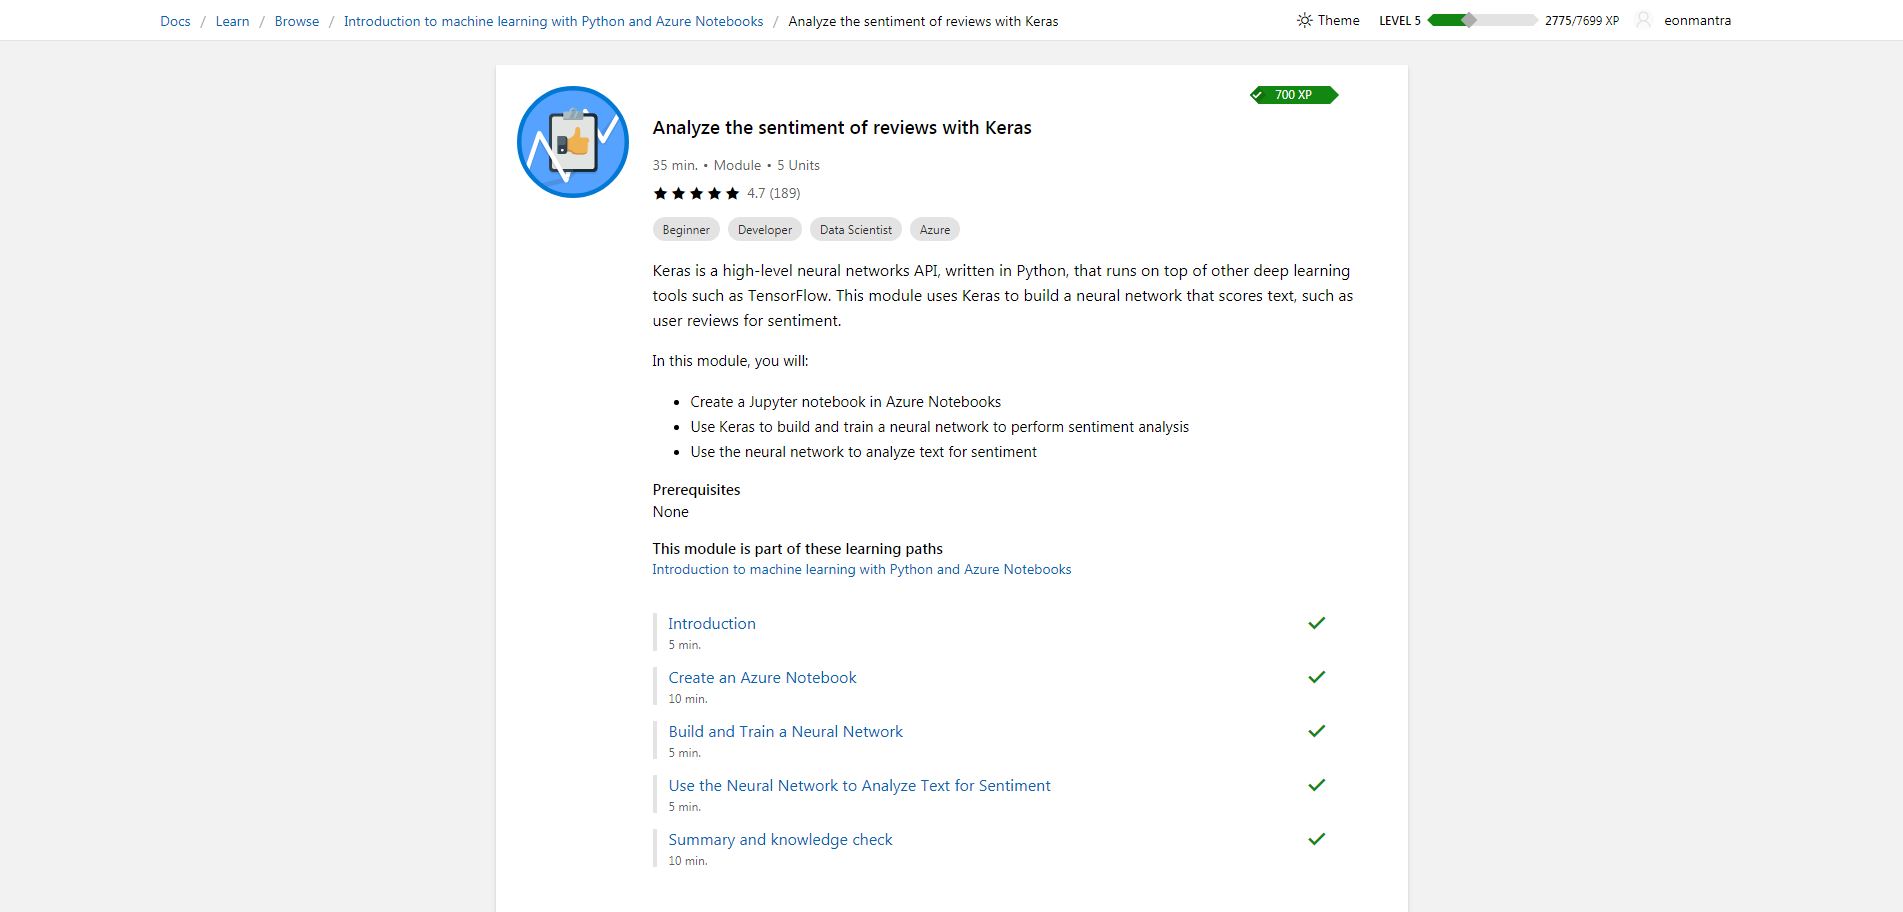 Docs / Learn / Browse / Introduction to machine learning with Python and Azure Notebooks / Analyze the sentiment of reviews with Keras
Theme LEVEL 5 2775/7699 XP eonmantra
700 XP
Analyze the sentiment of reviews with Keras
35 min. • Module • 5 Units
4.7 (189)
Beginner Developer Data Scientist Azure
Keras is a high-level neural networks API, written in Python, that runs on top of other deep learning
tools such as TensorFlow. This module uses Keras to build a neural network that scores text, such as
user reviews for sentiment.
In this module, you will:
• Create a Jupyter notebook in Azure Notebooks
• Use Keras to build and train a neural network to perform sentiment analysis
• Use the neural network to analyze text for sentiment
Prerequisites
None
This module is part of these learning paths
Introduction to machine learning with Python and Azure Notebooks
Introduction
5 min.
Create an Azure Notebook
10 min.
Build and Train a Neural Network
5 min.
Use the Neural Network to Analyze Text for Sentiment
5 min.
Summary and knowledge check
10 min.